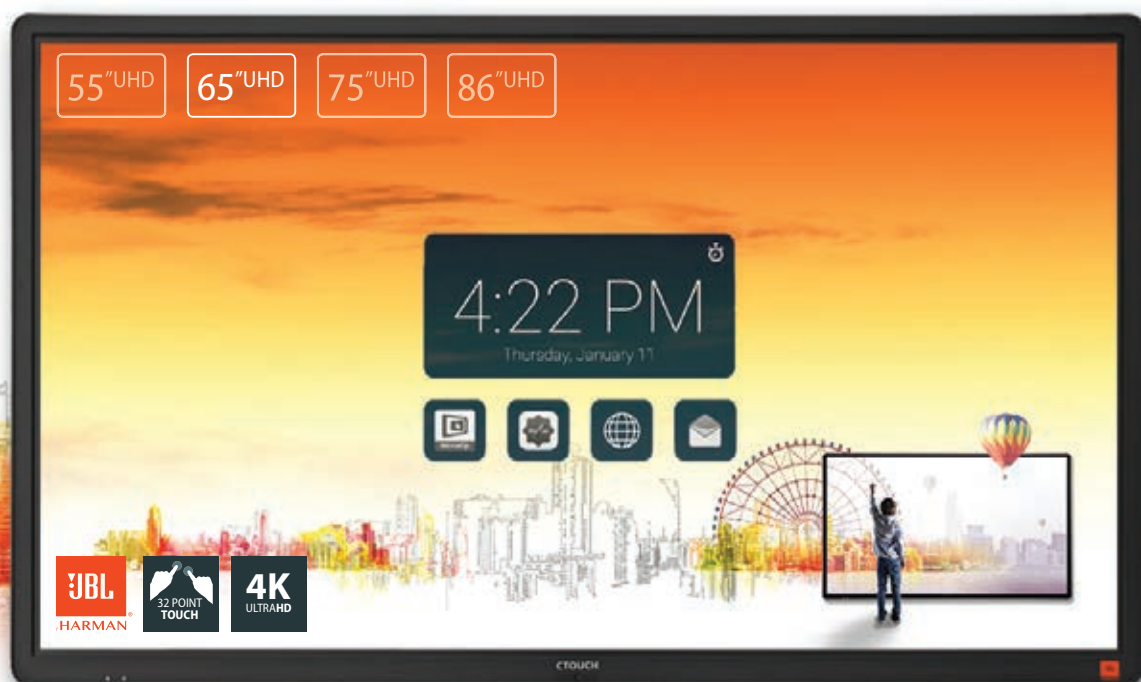 55"UHD
65"UHD
75"UHD
86"UHD
4:22 PM
Thursday, January 11
JBL
HARMAN®
32 POINT
TOUCH
4K
ULTRAHD
CTOUCH